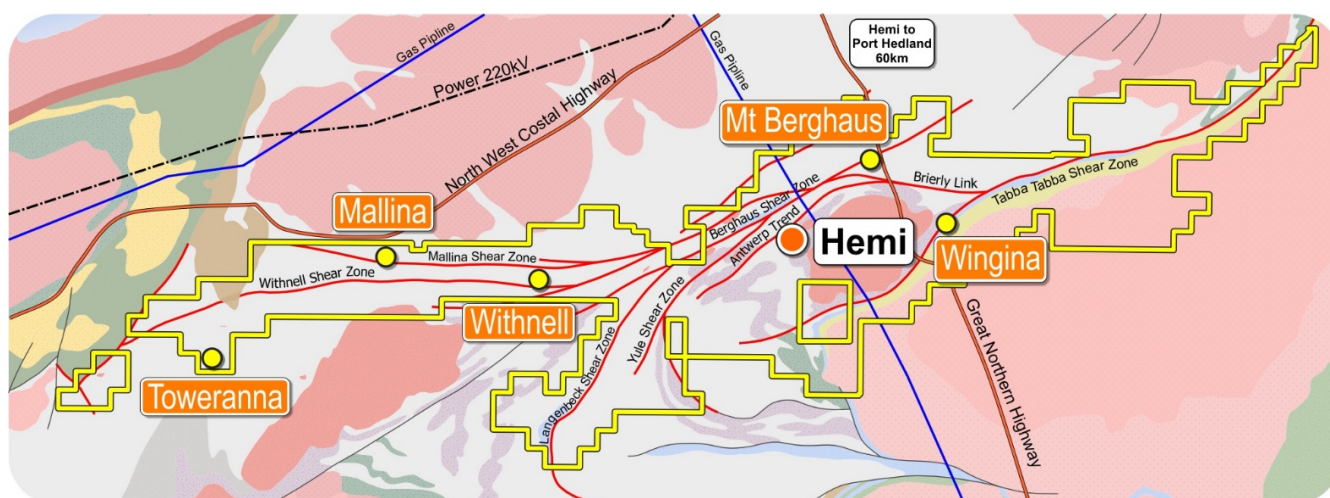 Gas Pipline
Power 220kV
North West Costal Highway
Gas Pipline
Hemi to
Port Hedland
60km
Mt Berghaus
Mallina
Brierly Link
Tabba Tabba Shear Zone
Berghaus Shear Zone
Antwerp Trend
Hemi
Wingina
Mallina Shear Zone
Withnell Shear Zone
Withnell
Yule Shear Zone
Langenbeck Shear Zone
Great Northern Highway
Toweranna